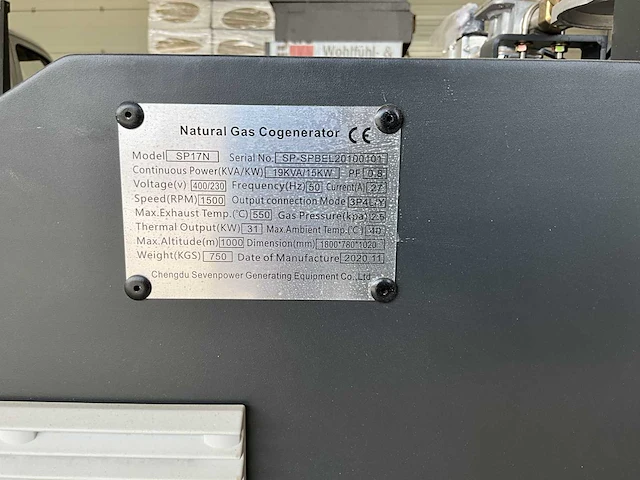 Wohlfühl- &
Natural Gas Cogenerator CE
Model SP17N Serial No. SP-SPBEL20100101
Continuous Power(KVA/KW) 19KVA/15KW PF 0.8
Voltage(v) 400/230 Frequency(Hz) 50 Current(A) 27
Speed(RPM) 1500 Output connection Mode 3P4L/Y
Max.Exhaust Temp.(℃) 550 Gas Pressure(kpa) 2.5
Thermal Output(KW) 31 Max Ambient Temp.(℃) 40
Max.Altitude(m) 1000 Dimension(mm) 1800*780*1020
Weight(KGS) 750 Date of Manufacture 2020.11
Chengdu Sevenpower Generating Equipment Co.,Ltd